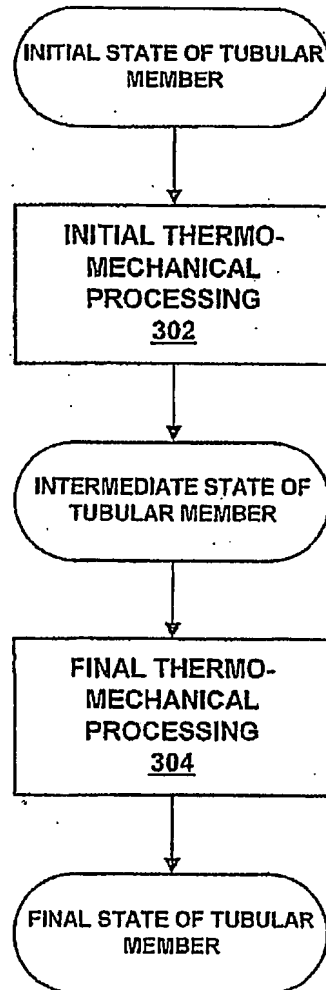 INITIAL STATE OF TUBULAR
MEMBER
INITIAL THERMO-
MECHANICAL
PROCESSING
302
INTERMEDIATE STATE OF
TUBULAR MEMBER
FINAL THERMO-
MECHANICAL
PROCESSING
304
FINAL STATE OF TUBULAR
MEMBER